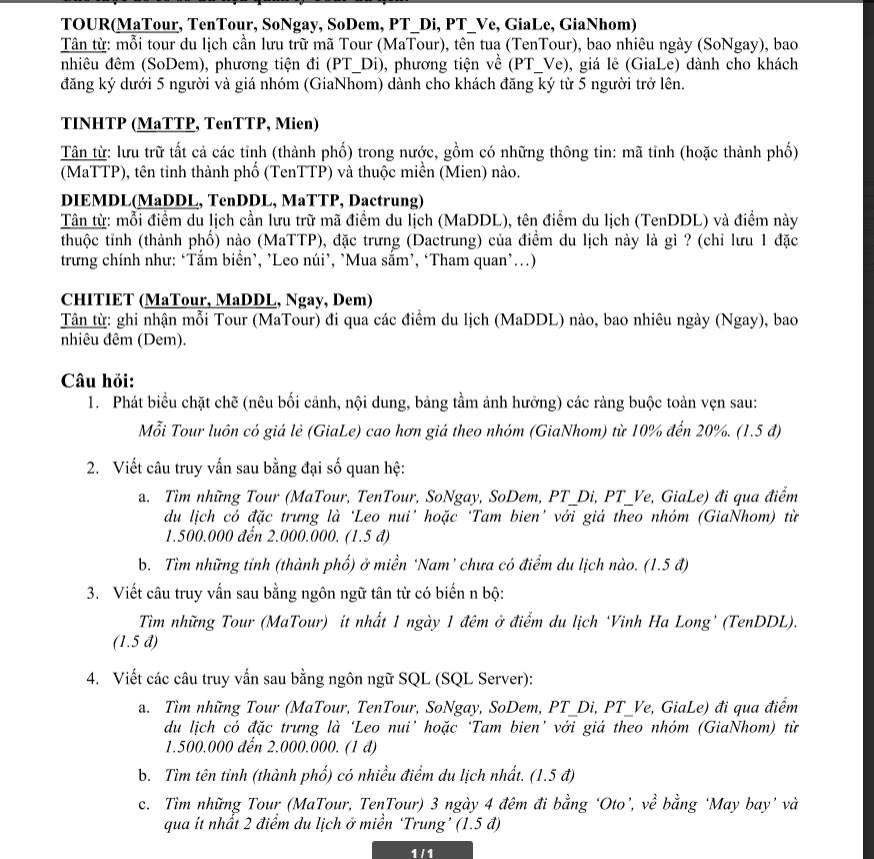 TOUR(MaTour, TenTour, SoNgay, SoDem, PT_Di, PT_Ve, GiaLe, GiaNhom)
Tân từ: mỗi tour du lịch cần lưu trữ mã Tour (MaTour), tên tua (TenTour), bao nhiêu ngày (SoNgay), bao
nhiêu đêm (SoDem), phương tiện đi (PT_Di), phương tiện về (PT_Ve), giá lẻ (GiaLe) dành cho khách
đăng ký dưới 5 người và giá nhóm (GiaNhom) dành cho khách đăng ký từ 5 người trở lên.
TINHTP (MaTTP, TenTTP, Mien)
Tân từ: lưu trữ tất cả các tỉnh (thành phố) trong nước, gồm có những thông tin: mã tỉnh (hoặc thành phố)
(MaTTP), tên tỉnh thành phố (TenTTP) và thuộc miền (Mien) nào.
DIEMDL(MaDDL, TenDDL, MaTTP, Dactrung)
Tân từ: mỗi điểm du lịch cần lưu trữ mã điểm du lịch (MaDDL), tên điểm du lịch (TenDDL) và điểm này
thuộc tỉnh (thành phố) nào (MaTTP), đặc trưng (Dactrung) của điểm du lịch này là gì ? (chỉ lưu 1 đặc
trưng chính như: ‘Tắm biển’, ’Leo núi’, ’Mua sắm’, ‘Tham quan’…)
CHITIET (MaTour, MaDDL, Ngay, Dem)
Tân từ: ghi nhận mỗi Tour (MaTour) đi qua các điểm du lịch (MaDDL) nào, bao nhiêu ngày (Ngay), bao
nhiêu đêm (Dem).
Câu hỏi:
1. Phát biểu chặt chẽ (nêu bối cảnh, nội dung, bảng tầm ảnh hưởng) các ràng buộc toàn vẹn sau:
Mỗi Tour luôn có giá lẻ (GiaLe) cao hơn giá theo nhóm (GiaNhom) từ 10% đến 20%. (1.5 đ)
2. Viết câu truy vấn sau bằng đại số quan hệ:
a. Tìm những Tour (MaTour, TenTour, SoNgay, SoDem, PT_Di, PT_Ve, GiaLe) đi qua điểm
du lịch có đặc trưng là ‘Leo nui’ hoặc ‘Tam bien’ với giá theo nhóm (GiaNhom) từ
1.500.000 đến 2.000.000. (1.5 đ)
b. Tìm những tỉnh (thành phố) ở miền ‘Nam’ chưa có điểm du lịch nào. (1.5 đ)
3. Viết câu truy vấn sau bằng ngôn ngữ tân từ có biến n bộ:
Tìm những Tour (MaTour) ít nhất 1 ngày 1 đêm ở điểm du lịch ‘Vinh Ha Long’ (TenDDL).
(1.5 đ)
4. Viết các câu truy vấn sau bằng ngôn ngữ SQL (SQL Server):
a. Tìm những Tour (MaTour, TenTour, SoNgay, SoDem, PT_Di, PT_Ve, GiaLe) đi qua điểm
du lịch có đặc trưng là ‘Leo nui’ hoặc ‘Tam bien’ với giá theo nhóm (GiaNhom) từ
1.500.000 đến 2.000.000. (1 đ)
b. Tìm tên tỉnh (thành phố) có nhiều điểm du lịch nhất. (1.5 đ)
c. Tìm những Tour (MaTour, TenTour) 3 ngày 4 đêm đi bằng ‘Oto’, về bằng ‘May bay’ và
qua ít nhất 2 điểm du lịch ở miền ‘Trung’ (1.5 đ)
1/1